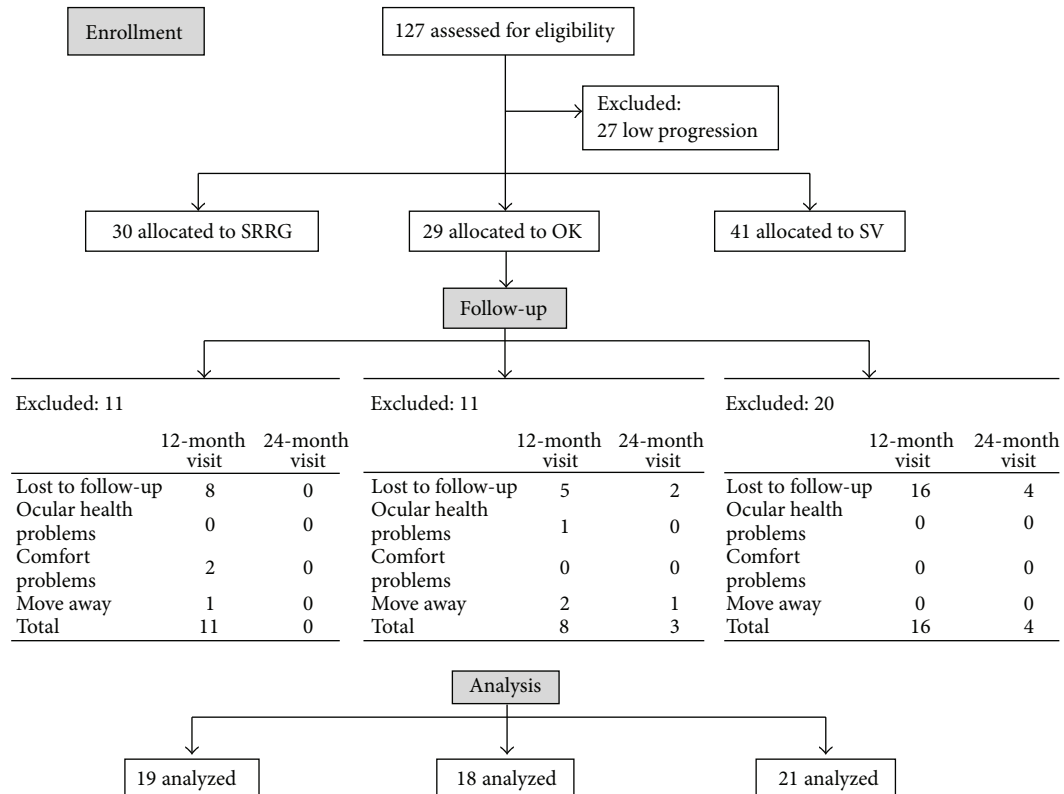 Enrollment
127 assessed for eligibility
Excluded:
27 low progression
30 allocated to SRRG
29 allocated to OK
41 allocated to SV
Follow-up
Excluded: 11
12-month 24-month
visit visit
Lost to follow-up 8 0
Ocular health
problems 0 0
Comfort
problems 2 0
Move away 1 0
Total 11 0
Excluded: 11
12-month 24-month
visit visit
Lost to follow-up 5 2
Ocular health
problems 1 0
Comfort
problems 0 0
Move away 2 1
Total 8 3
Excluded: 20
12-month 24-month
visit visit
Lost to follow-up 16 4
Ocular health
problems 0 0
Comfort
problems 0 0
Move away 0 0
Total 16 4
Analysis
19 analyzed
18 analyzed
21 analyzed